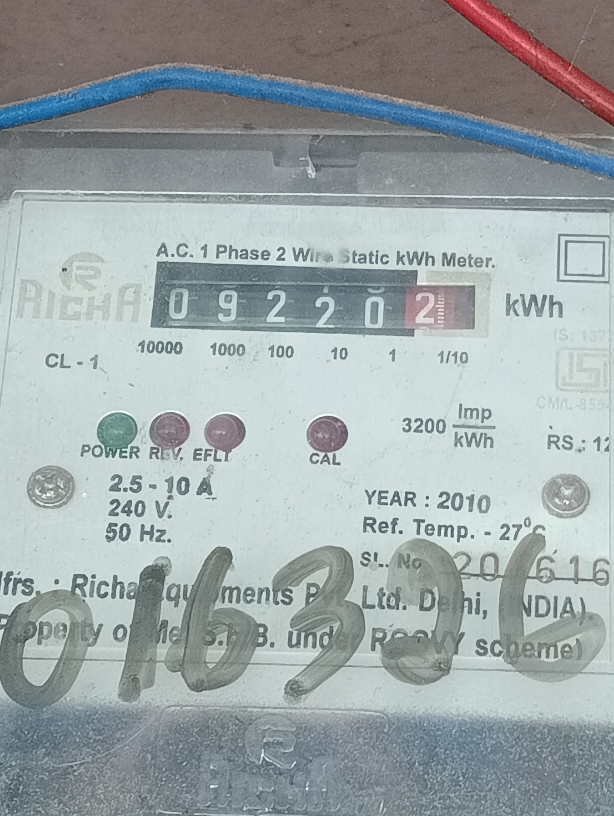 A.C. 1 Phase 2 Wire Static kWh Meter.
RICHA
0 9 2 2 0 2 kWh
10000 1000 100 10 1 1/10
CL - 1
3200 Imp/kWh
POWER REV. EFLT CAL
RS.: 12
2.5 - 10 A
240 V.
50 Hz.
YEAR : 2010
Ref. Temp. - 27°C
SL. No
616
Mfrs. : Richa Equipments P Ltd. Delhi, INDIA).
Property of Me.S.E.B. under RGGVY scheme)
016326
RICHA